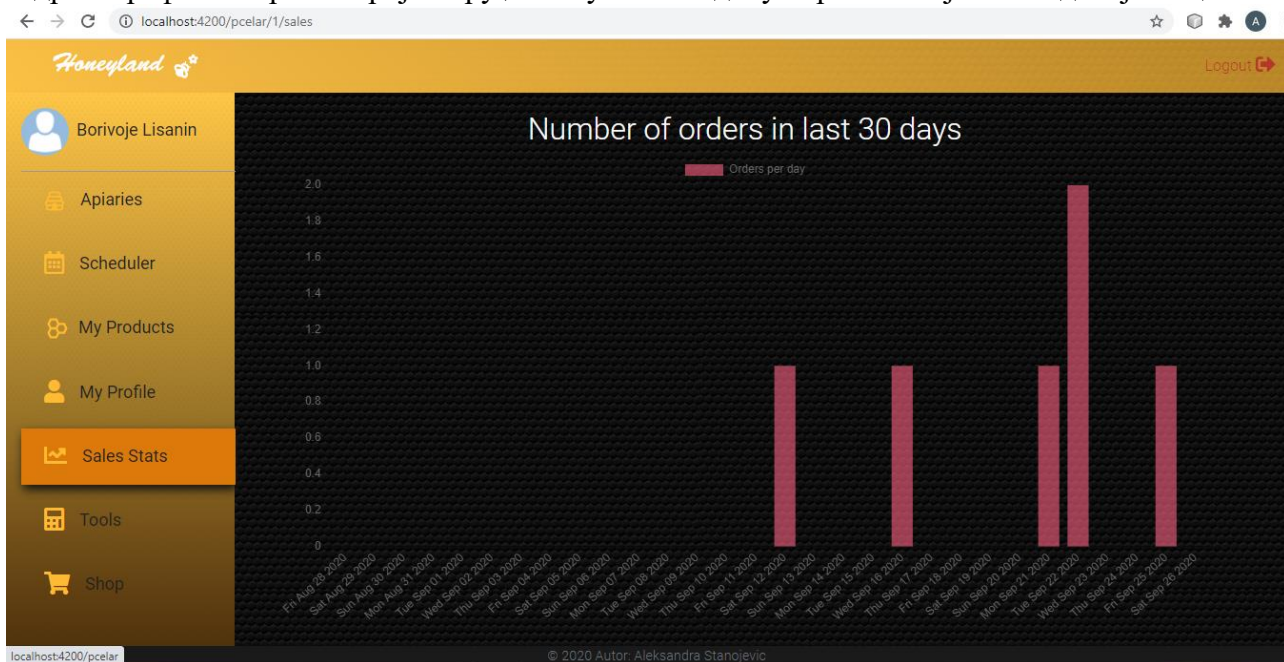 localhost:4200/pcelar/1/sales
A
Honeyland
Logout
Borivoje Lisanin
Apiaries
Scheduler
My Products
My Profile
Sales Stats
Tools
Shop
Number of orders in last 30 days
Orders per day
2.0
1.8
1.6
1.4
1.2
1.0
0.8
0.6
0.4
0.2
0
Fri Aug 28 2020
Sat Aug 29 2020
Sun Aug 30 2020
Mon Aug 31 2020
Tue Sep 01 2020
Wed Sep 02 2020
Thu Sep 03 2020
Fri Sep 04 2020
Sat Sep 05 2020
Sun Sep 06 2020
Mon Sep 07 2020
Tue Sep 08 2020
Wed Sep 09 2020
Thu Sep 10 2020
Fri Sep 11 2020
Sat Sep 12 2020
Sun Sep 13 2020
Mon Sep 14 2020
Tue Sep 15 2020
Wed Sep 16 2020
Thu Sep 17 2020
Fri Sep 18 2020
Sat Sep 19 2020
Sun Sep 20 2020
Mon Sep 21 2020
Tue Sep 22 2020
Wed Sep 23 2020
Thu Sep 24 2020
Fri Sep 25 2020
Sat Sep 26 2020
localhost:4200/pcelar
© 2020 Autor: Aleksandra Stanojevic